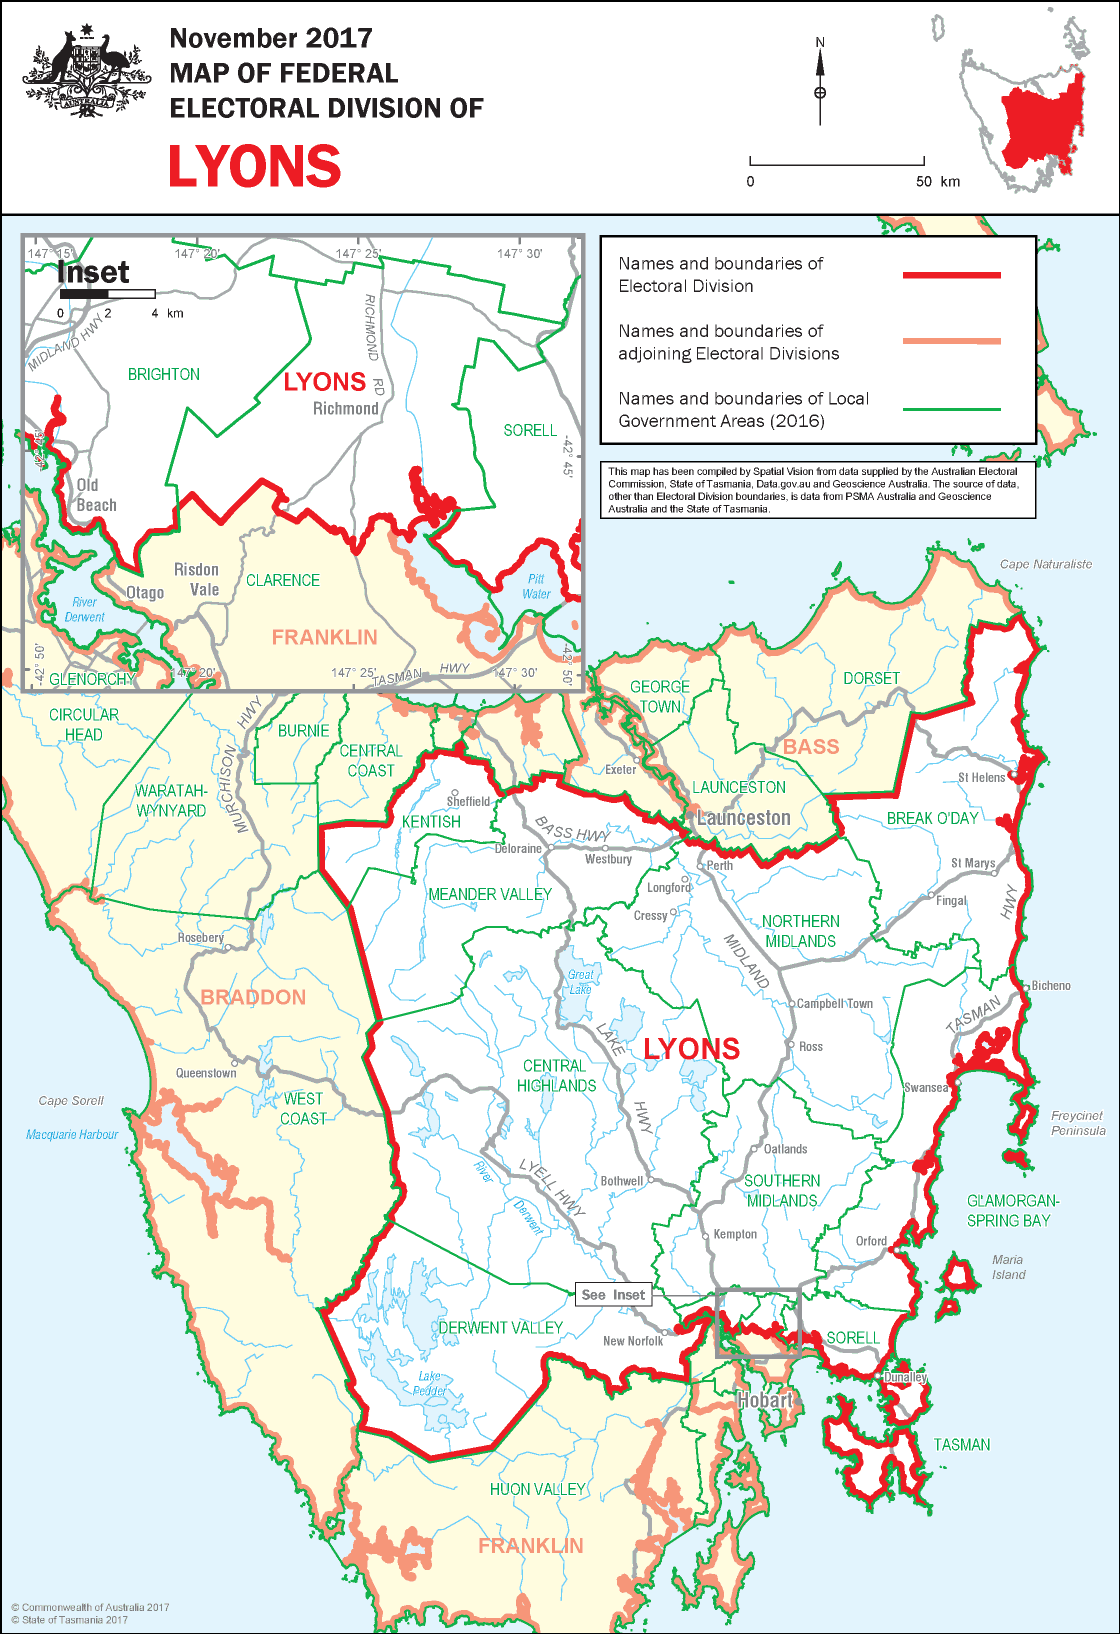 November 2017
MAP OF FEDERAL
ELECTORAL DIVISION OF
LYONS
AUSTRALIA
N
0 50 km
147° 15' 147° 20' 147° 25' 147° 30'
Inset
0 2 4 km
MIDLAND HWY
RICHMOND RD
BRIGHTON
LYONS
Richmond
SORELL
-42° 45'
-42° 45'
Old
Beach
Risdon
Vale
Otago
CLARENCE
Pitt
Water
River
Derwent
FRANKLIN
-42° 50'
GLENORCHY
147° 20' 147° 25' 147° 30'
TASMAN HWY
-42° 50'
Names and boundaries of
Electoral Division
Names and boundaries of
adjoining Electoral Divisions
Names and boundaries of Local
Government Areas (2016)
This map has been compiled by Spatial Vision from data supplied by the Australian Electoral
Commission, State of Tasmania, Data.gov.au and Geoscience Australia. The source of data,
other than Electoral Division boundaries, is data from PSMA Australia and Geoscience
Australia and the State of Tasmania.
Cape Naturaliste
GEORGE
TOWN
DORSET
CIRCULAR
HEAD
BURNIE
CENTRAL
COAST
BASS
Exeter
St Helens
WARATAH-
WYNYARD
MURCHISON HWY
LAUNCESTON
Sheffield
KENTISH
Launceston
BREAK O'DAY
BASS HWY
Deloraine
Westbury
Perth
St Marys
MEANDER VALLEY
Longford
Fingal
HWY
Cressy
NORTHERN
MIDLANDS
Rosebery
MIDLAND
Great
Lake
Bicheno
BRADDON
Campbell Town
TASMAN
LAKE
LYONS
Ross
Queenstown
CENTRAL
HIGHLANDS
Swansea
Cape Sorell
WEST
COAST
HWY
Freycinet
Peninsula
Macquarie Harbour
Oatlands
River
Derwent
LYELL HWY
Bothwell
SOUTHERN
MIDLANDS
GLAMORGAN-
SPRING BAY
Kempton
Orford
Maria
Island
See Inset
DERWENT VALLEY
New Norfolk
SORELL
Lake
Pedder
Dunalley
Hobart
TASMAN
HUON VALLEY
FRANKLIN
© Commonwealth of Australia 2017
© State of Tasmania 2017